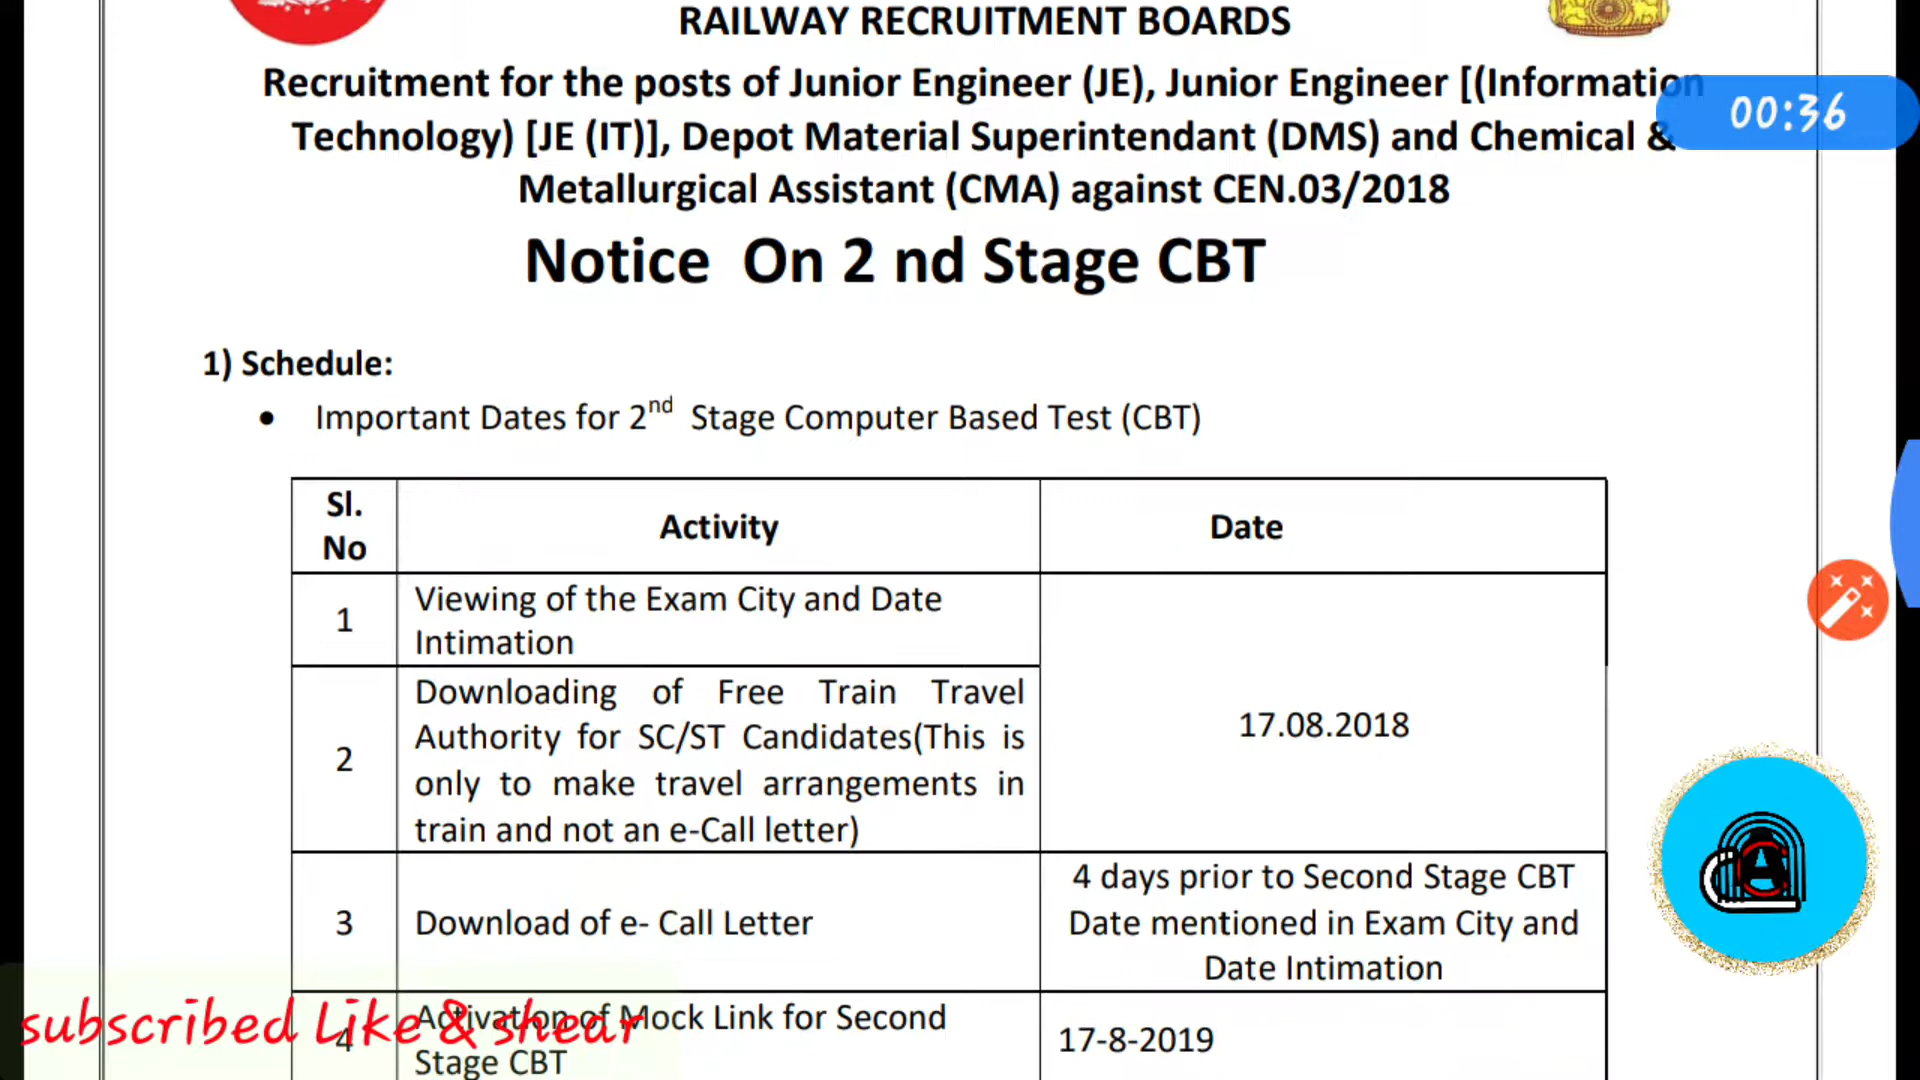 RAILWAY RECRUITMENT BOARDS
Recruitment for the posts of Junior Engineer (JE), Junior Engineer [(Information
Technology) [JE (IT)], Depot Material Superintendant (DMS) and Chemical &
Metallurgical Assistant (CMA) against CEN.03/2018
00:36
Notice On 2 nd Stage CBT
1) Schedule:
• Important Dates for 2nd Stage Computer Based Test (CBT)
Sl.
No
Activity
Date
1
Viewing of the Exam City and Date
Intimation
2
Downloading of Free Train Travel
Authority for SC/ST Candidates(This is
only to make travel arrangements in
train and not an e-Call letter)
17.08.2018
3
Download of e- Call Letter
4 days prior to Second Stage CBT
Date mentioned in Exam City and
Date Intimation
4
Activation of Mock Link for Second
Stage CBT
17-8-2019
subscribed Like & shear
A